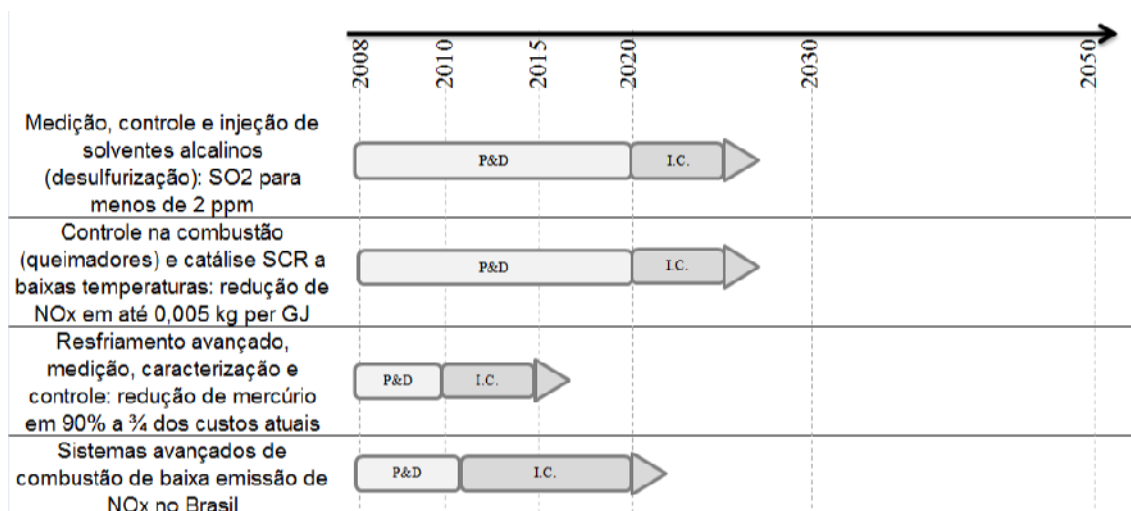 2008
2010
2015
2020
2030
2050
Medição, controle e injeção de
solventes alcalinos
(desulfurização): SO2 para
menos de 2 ppm
P&D
I.C.
Controle na combustão
(queimadores) e catálise SCR a
baixas temperaturas: redução de
NOx em até 0,005 kg per GJ
P&D
I.C.
Resfriamento avançado,
medição, caracterização e
controle: redução de mercúrio
em 90% a ¾ dos custos atuais
P&D
I.C.
Sistemas avançados de
combustão de baixa emissão de
NOx no Brasil
P&D
I.C.